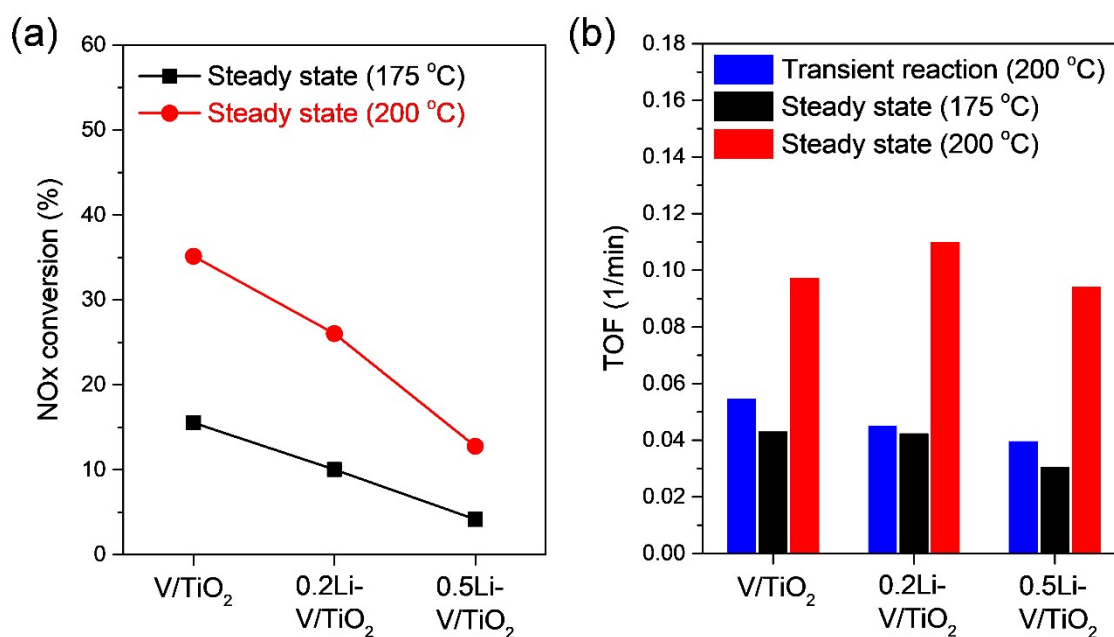 (a)
NOx conversion (%)
60
50
40
30
20
10
0
Steady state (175 °C)
Steady state (200 °C)
V/TiO₂
0.2Li-
V/TiO₂
0.5Li-
V/TiO₂
(b)
TOF (1/min)
0.18
0.16
0.14
0.12
0.10
0.08
0.06
0.04
0.02
0.00
Transient reaction (200 °C)
Steady state (175 °C)
Steady state (200 °C)
V/TiO₂
0.2Li-
V/TiO₂
0.5Li-
V/TiO₂